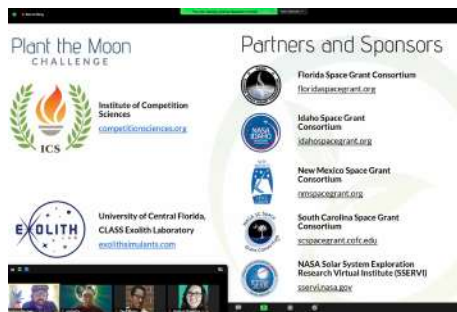 Plant the Moon
CHALLENGE
ICS
Institute of Competition
Sciences
competitionsciences.org
EXOLITH
LAB
University of Central Florida,
CLASS Exolith Laboratory
exolithsimulants.com
Partners and Sponsors
Florida Space Grant Consortium
floridaspacegrant.org
NASA
IDAHO
Idaho Space Grant
Consortium
idahospacegrant.org
New Mexico Space Grant
Consortium
nmspacegrant.org
South Carolina Space Grant
Consortium
scspacegrant.cofc.edu
NASA Solar System Exploration
Research Virtual Institute (SSERVI)
sservi.nasa.gov